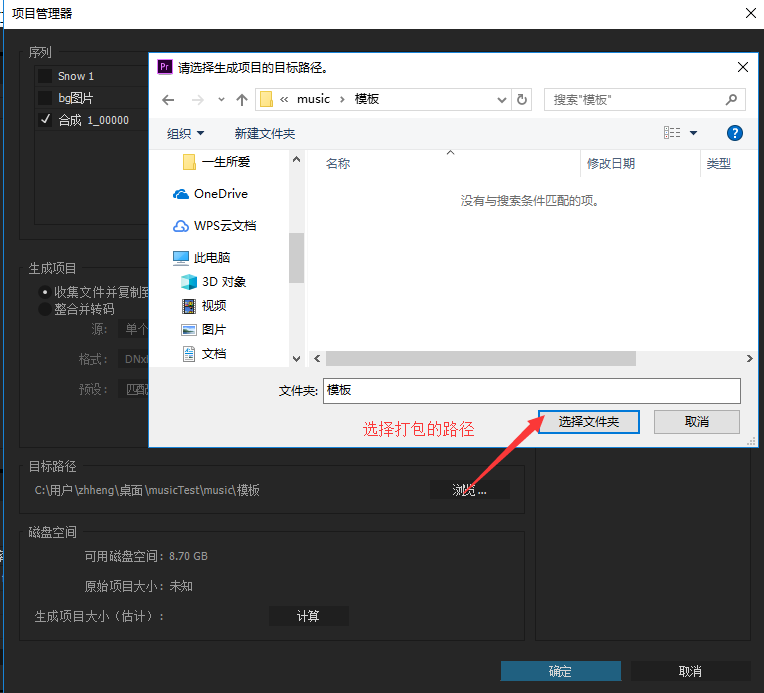 项目管理器
序列
Snow 1
bg图片
合成 1_00000
Pr 请选择生成项目的目标路径。
« music › 模板
搜索"模板"
组织
新建文件夹
?
一生所爱
OneDrive
WPS云文档
此电脑
3D 对象
视频
图片
文档
名称
修改日期
类型
没有与搜索条件匹配的项。
文件夹: 模板
选择文件夹
取消
选择打包的路径
生成项目
收集文件并复制到
整合并转码
源: 单个
格式: DNxl
预设: 匹配
目标路径
C:\用户\zhheng\桌面\musicTest\music\模板
浏览 ...
磁盘空间
可用磁盘空间: 8.70 GB
原始项目大小: 未知
生成项目大小（估计）:
计算
确定
取消